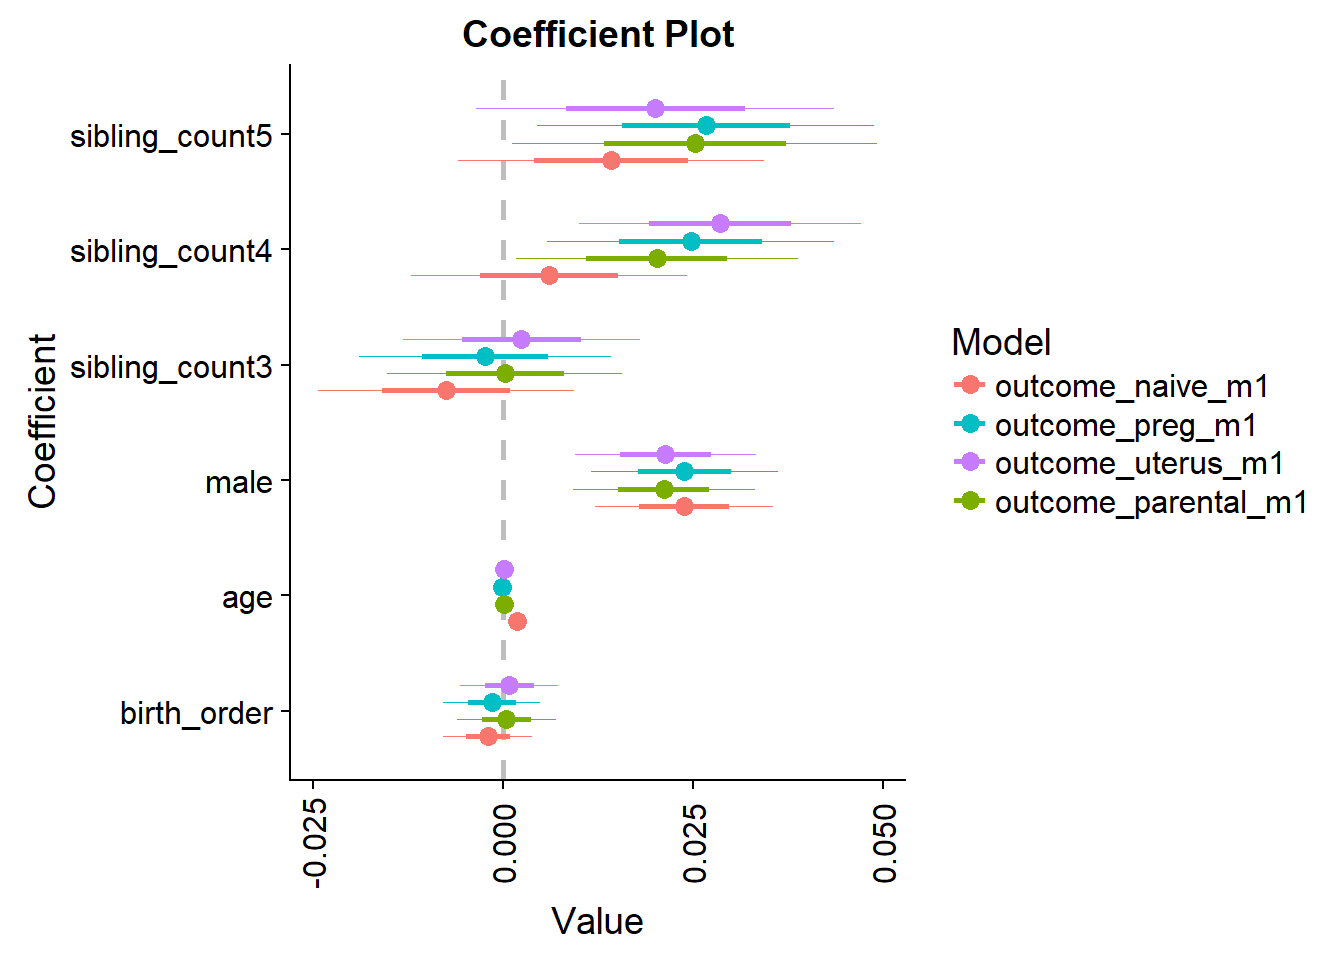 Coefficient Plot
sibling_count5
sibling_count4
sibling_count3
male
age
birth_order
Coefficient
-0.025
0.000
0.025
0.050
Value
Model
outcome_naive_m1
outcome_preg_m1
outcome_uterus_m1
outcome_parental_m1